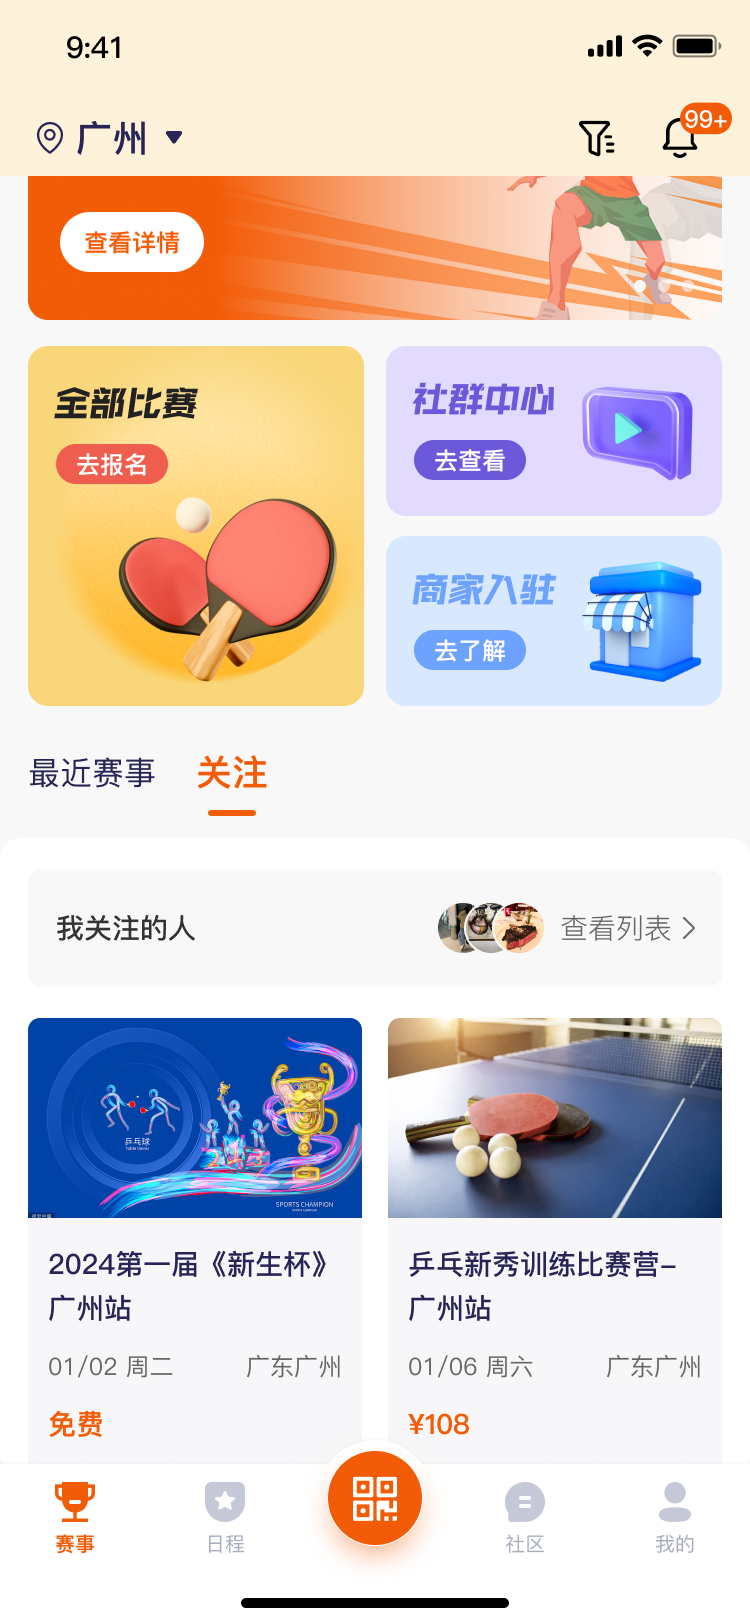 9:41
广州
99+
查看详情
全部比赛
去报名
社群中心
去查看
商家入驻
去了解
最近赛事
关注
我关注的人
查看列表
乒乓球
Table tennis
SPORTS CHAMPION
2024第一届《新生杯》
广州站
01/02 周二
广东广州
免费
乒乓新秀训练比赛营-
广州站
01/06 周六
广东广州
¥108
赛事
日程
社区
我的